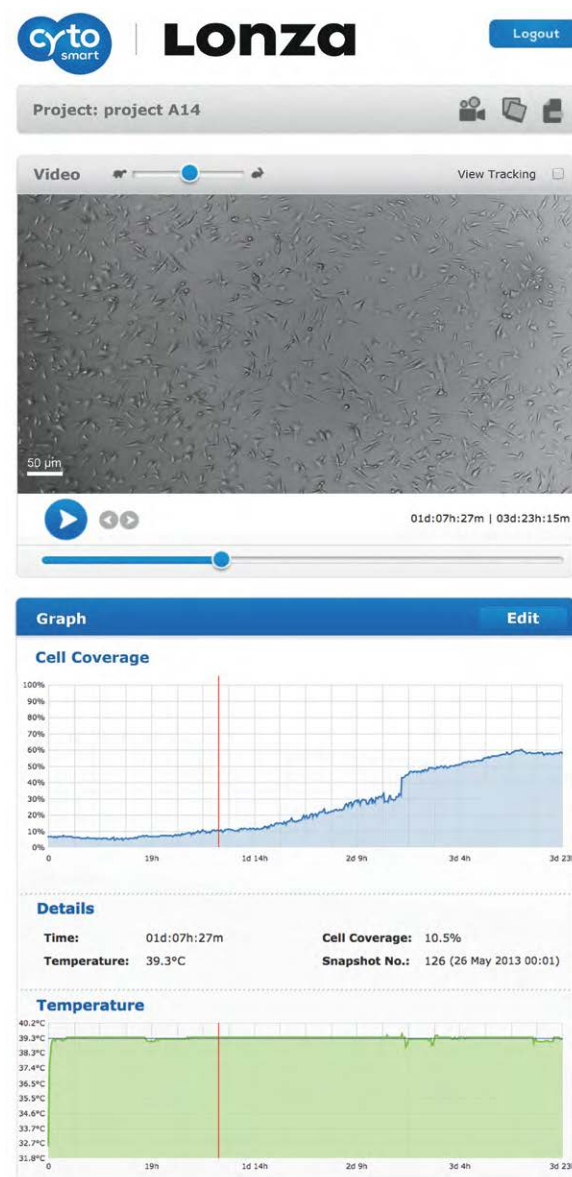 cyto
smart
Lonza
Logout
Project: project A14
Video
View Tracking
50 µm
01d:07h:27m | 03d:23h:15m
Graph
Edit
Cell Coverage
100%
90%
80%
70%
60%
50%
40%
30%
20%
10%
0%
0 19h 1d 14h 2d 9h 3d 4h 3d 23h
Details
Time: 01d:07h:27m Cell Coverage: 10.5%
Temperature: 39.3°C Snapshot No.: 126 (26 May 2013 00:01)
Temperature
40.2°C
39.3°C
38.3°C
37.4°C
36.5°C
35.5°C
34.6°C
33.7°C
32.7°C
31.8°C
0 19h 1d 14h 2d 9h 3d 4h 3d 23h